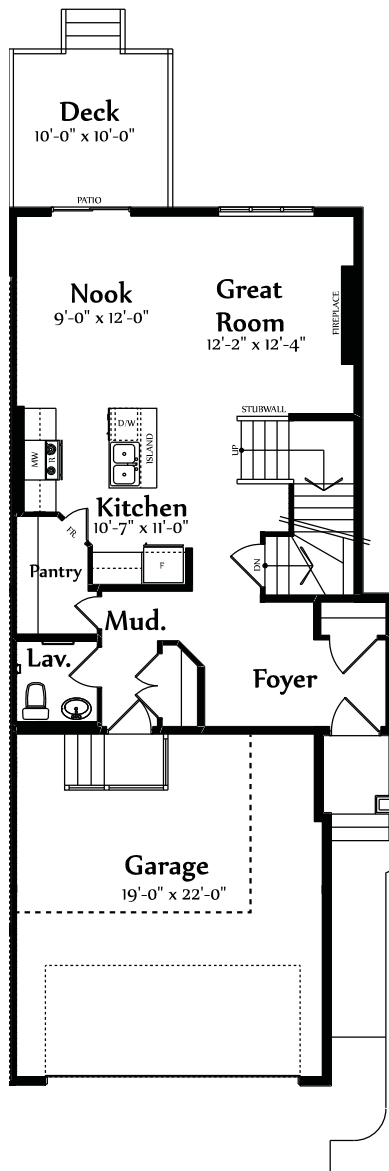 Deck
10'-0" x 10'-0"
PATIO
Nook
9'-0" x 12'-0"
Great
Room
12'-2" x 12'-4"
FIREPLACE
STUBWALL
D/W
ISLAND
UP
MW
R
Kitchen
10'-7" x 11'-0"
FR.
Pantry
F
DN
Mud.
Lav.
Foyer
Garage
19'-0" x 22'-0"